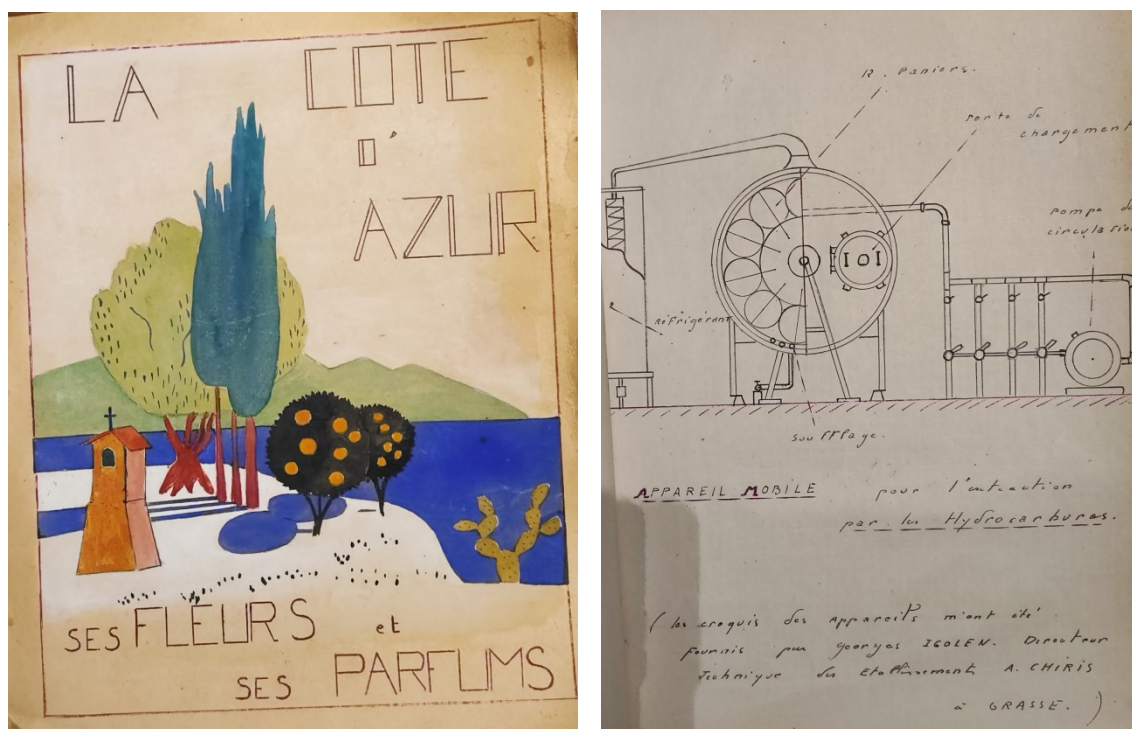 LA COTE
D'
AZUR
SES FLEURS et
SES PARFUMS
R. Paniers.
Porte de
chargement
Pompe de
circulation
Réfrigérant
soufflage.
APPAREIL MOBILE pour l'extraction
par les Hydrocarbures.
(les croquis des appareils m'ont été
fournis par georges IGOLEN. Directeur
Technique des Etablissement A. CHIRIS
à GRASSE.)